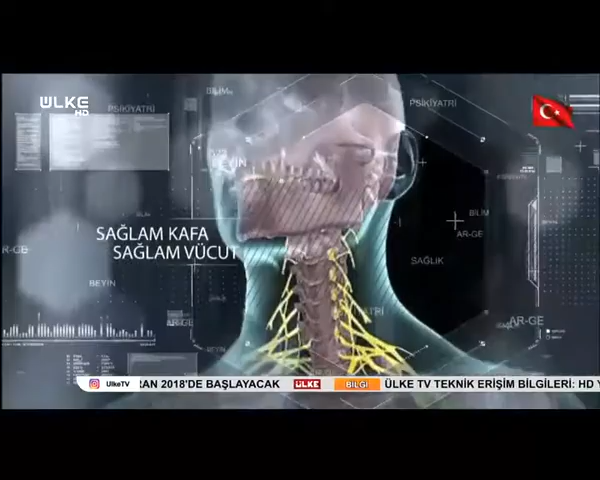 ÜLKE
HD
BİLİM
PSİKİYATRİ
PSİKİYATRİ
BEYİN
SAĞLAM KAFA
SAĞLAM VÜCUT
BİLİM
AR-GE
AR-GE
SAĞLIK
BEYİN
AR-GE
UlkeTV RAN 2018'DE BAŞLAYACAK ÜLKE BİLGİ ÜLKE TV TEKNİK ERİŞİM BİLGİLERİ: HD